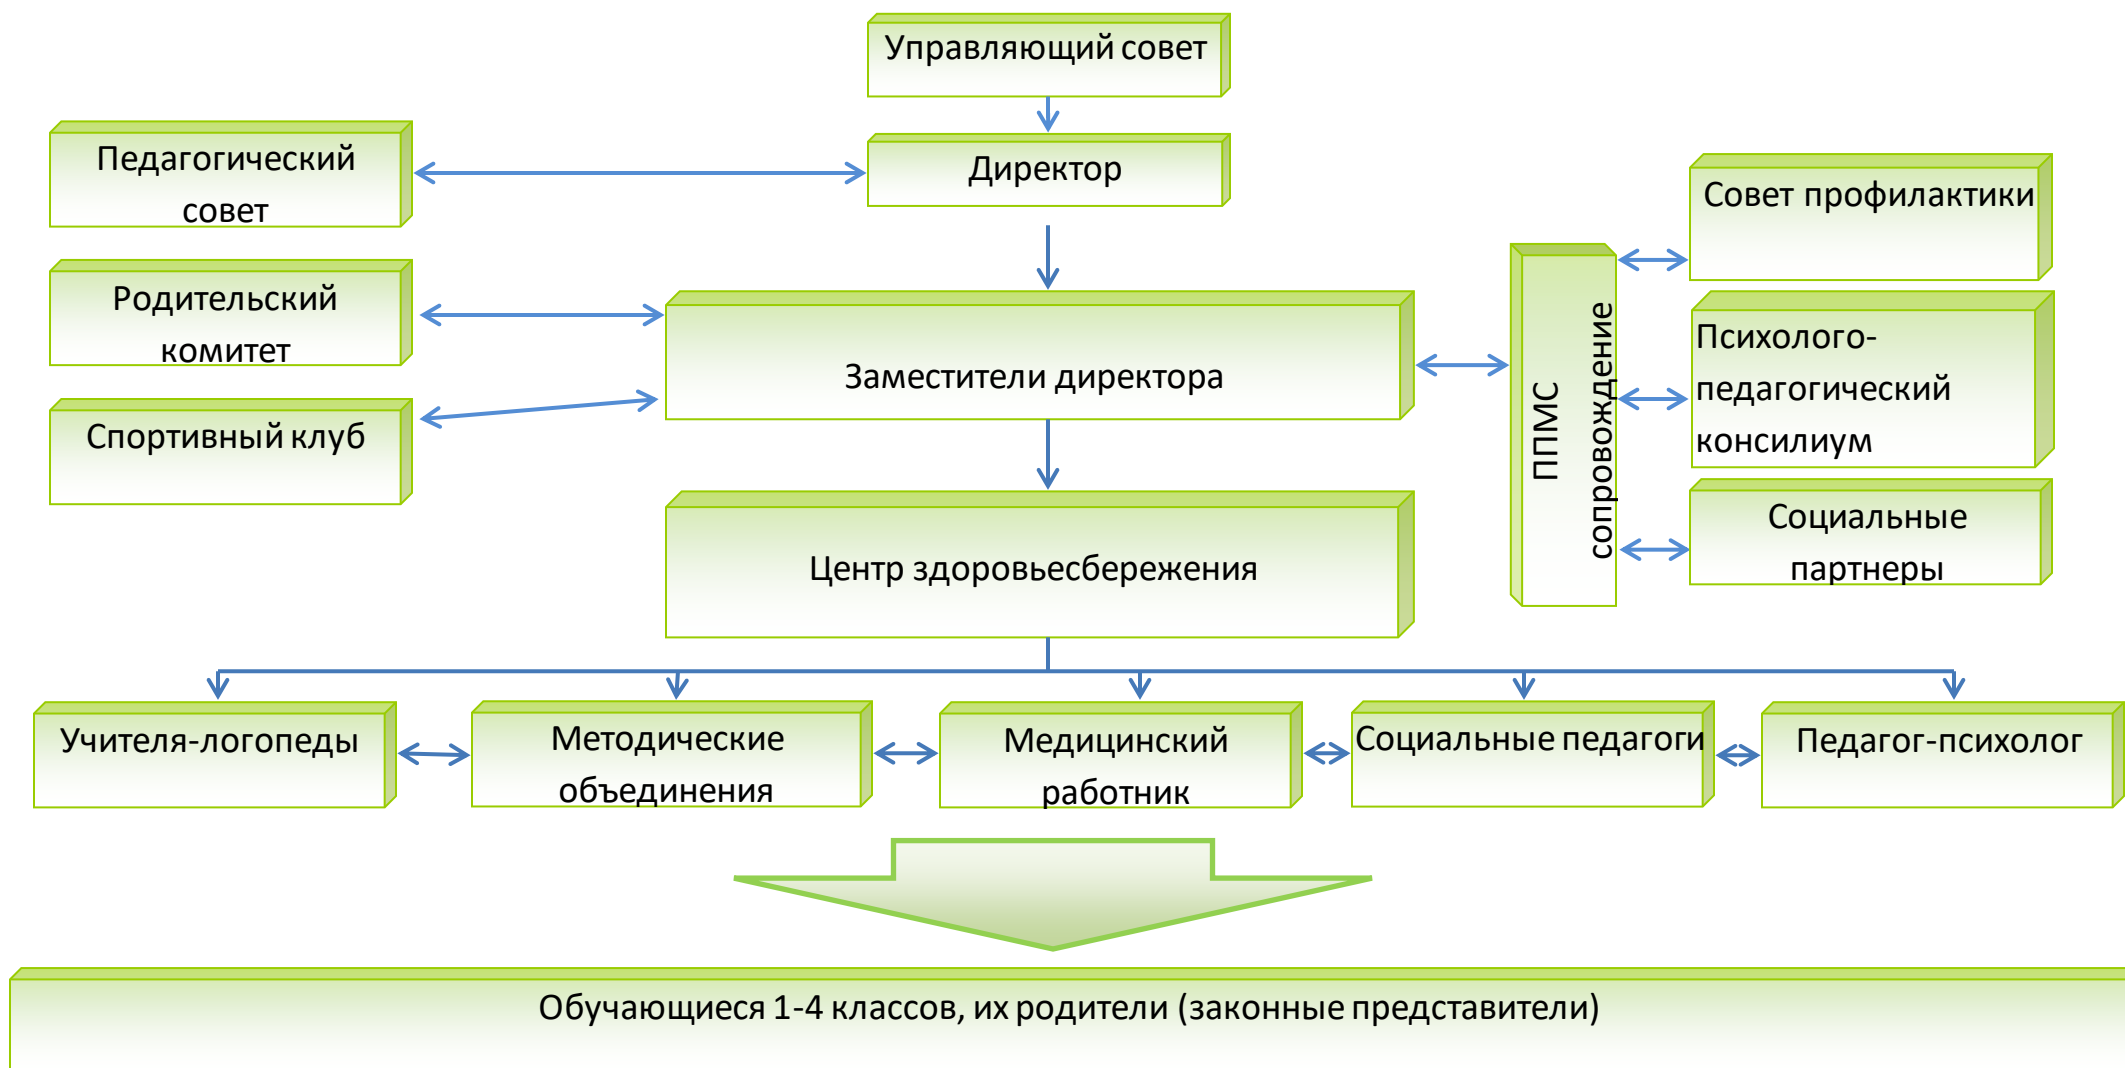 Управляющий совет
Педагогический
совет
Директор
Совет профилактики
Родительский
комитет
Заместители директора
ППМС
сопровождение
Психолого-
педагогический
консилиум
Спортивный клуб
Социальные
партнеры
Центр здоровьесбережения
Учителя-логопеды
Методические
объединения
Медицинский
работник
Социальные педагоги
Педагог-психолог
Обучающиеся 1-4 классов, их родители (законные представители)